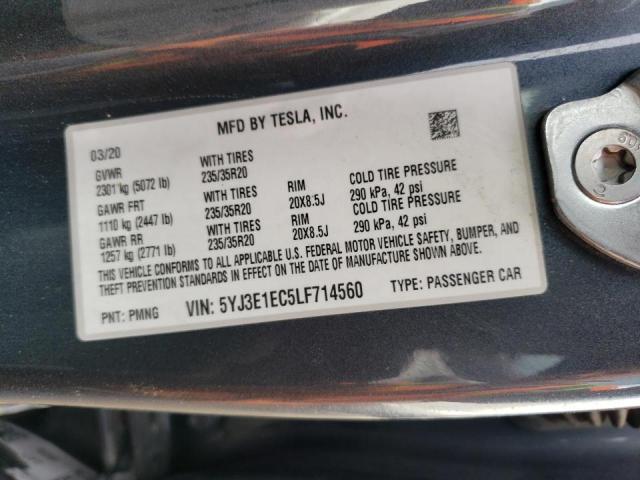 MFD BY TESLA, INC.
03/20
GVWR WITH TIRES
2301 kg (5072 lb) 235/35R20 RIM COLD TIRE PRESSURE
GAWR FRT WITH TIRES 20X8.5J 290 kPa, 42 psi
1110 kg (2447 lb) 235/35R20 RIM COLD TIRE PRESSURE
GAWR RR WITH TIRES 20X8.5J 290 kPa, 42 psi
1257 kg (2771 lb) 235/35R20
THIS VEHICLE CONFORMS TO ALL APPLICABLE U.S. FEDERAL MOTOR VEHICLE SAFETY, BUMPER, AND
THEFT PREVENTION STANDARDS IN EFFECT ON THE DATE OF MANUFACTURE SHOWN ABOVE.
PNT: PMNG VIN: 5YJ3E1EC5LF714560 TYPE: PASSENGER CAR